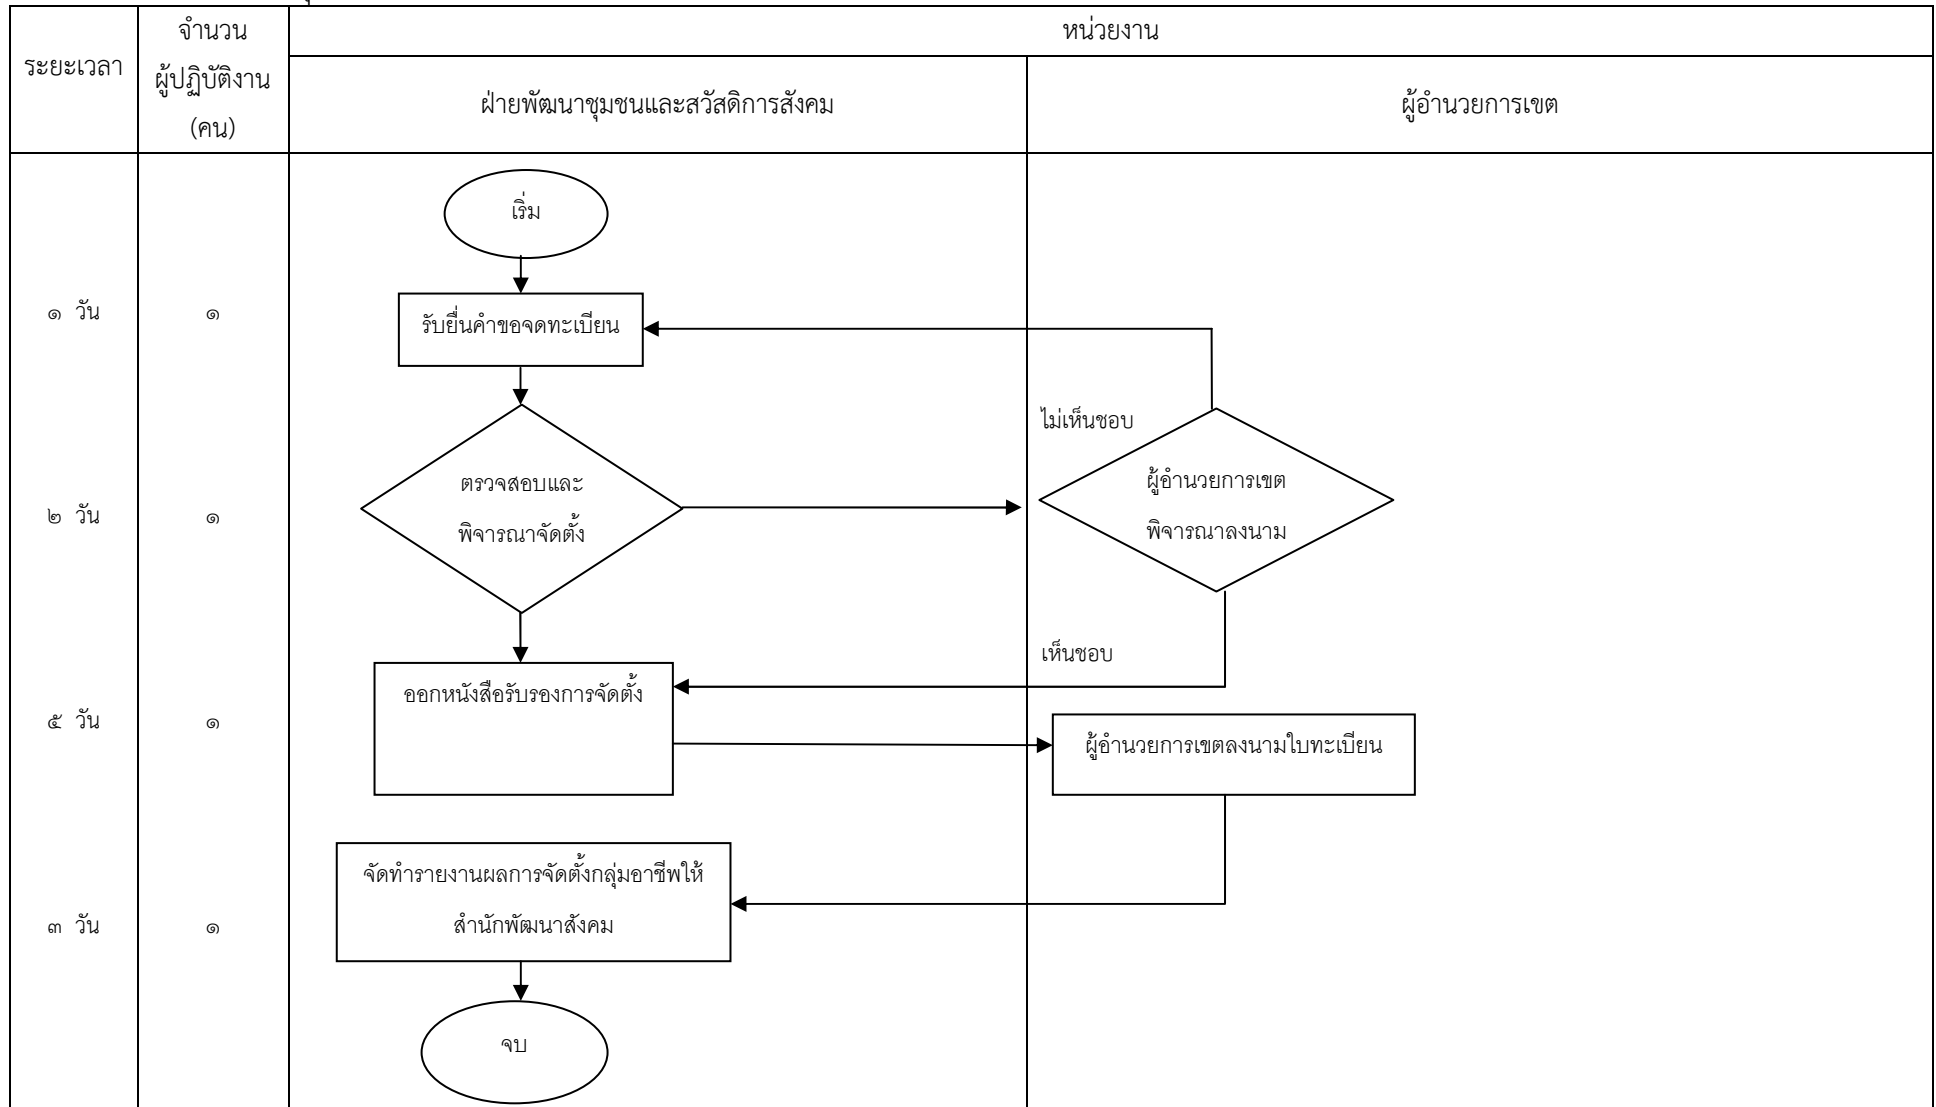 ระยะเวลา
จำนวน
ผู้ปฏิบัติงาน
(คน)
หน่วยงาน
ฝ่ายพัฒนาชุมชนและสวัสดิการสังคม
ผู้อำนวยการเขต
เริ่ม
๑ วัน
๑
รับยื่นคำขอจดทะเบียน
ไม่เห็นชอบ
๒ วัน
๑
ตรวจสอบและ
พิจารณาจัดตั้ง
ผู้อำนวยการเขต
พิจารณาลงนาม
เห็นชอบ
๕ วัน
๑
ออกหนังสือรับรองการจัดตั้ง
ผู้อำนวยการเขตลงนามใบทะเบียน
๓ วัน
๑
จัดทำรายงานผลการจัดตั้งกลุ่มอาชีพให้
สำนักพัฒนาสังคม
จบ